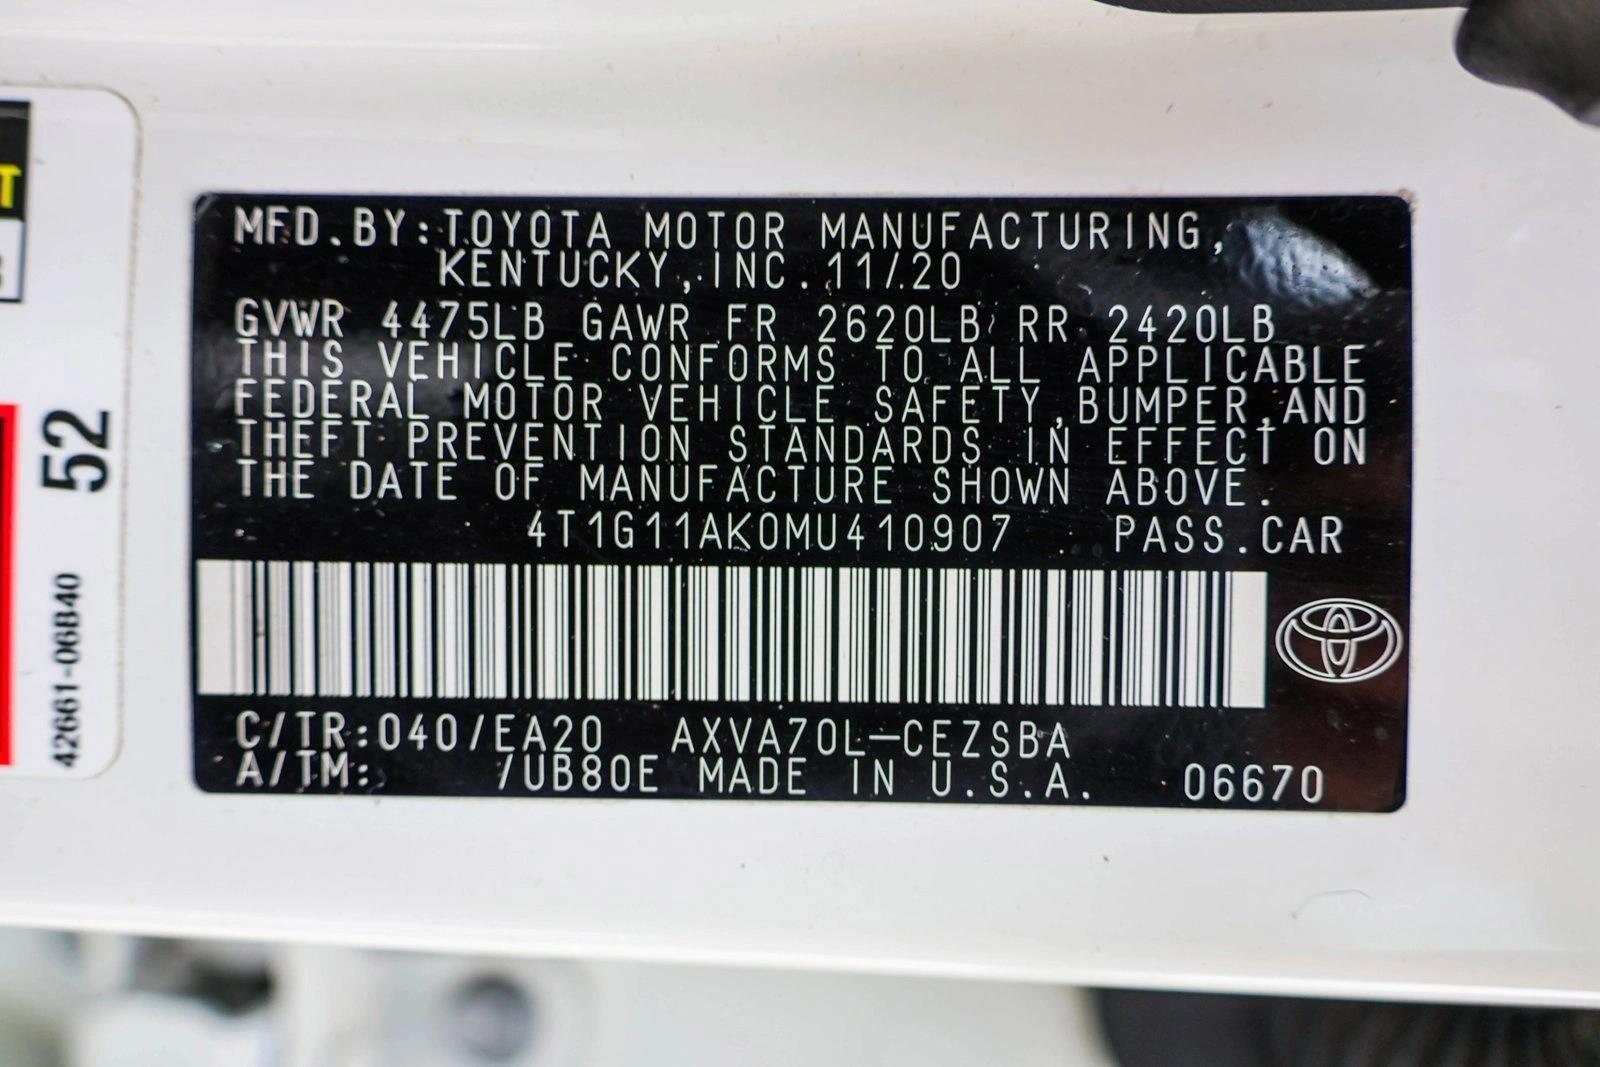 MFD.BY:TOYOTA MOTOR MANUFACTURING,
KENTUCKY,INC.11/20
GVWR 4475LB GAWR FR 2620LB RR 2420LB
THIS VEHICLE CONFORMS TO ALL APPLICABLE
FEDERAL MOTOR VEHICLE SAFETY,BUMPER,AND
THEFT PREVENTION STANDARDS IN EFFECT ON
THE DATE OF MANUFACTURE SHOWN ABOVE.
4T1G11AK0MU410907 PASS.CAR
C/TR:040/EA20 AXVA70L-CEZSBA
A/TM: /UB80E MADE IN U.S.A. 06670
T
52
42661-06B40